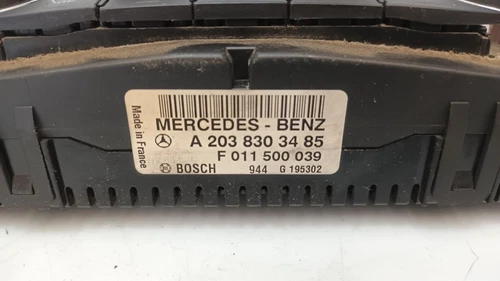 MERCEDES - BENZ
A 203 830 34 85
F 011 500 039
BOSCH 944 G 195302
Made in France